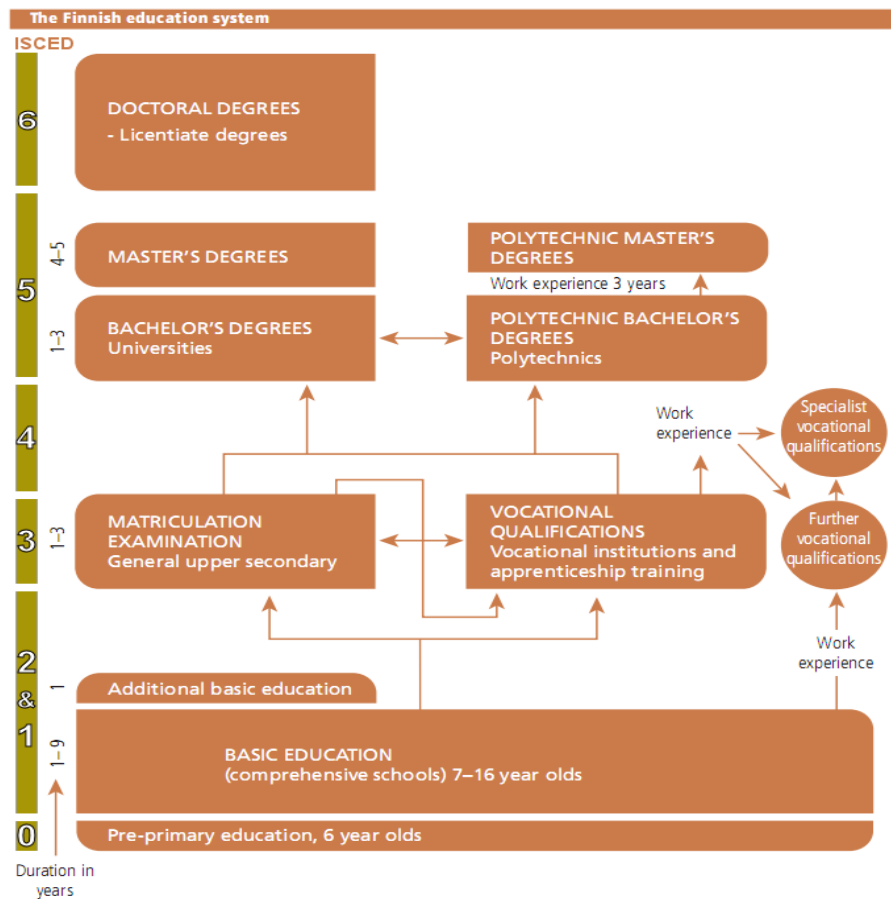 The Finnish education system
ISCED
6
DOCTORAL DEGREES
- Licentiate degrees
5
4–5
MASTER'S DEGREES
POLYTECHNIC MASTER'S
DEGREES
Work experience 3 years
1–3
BACHELOR'S DEGREES
Universities
POLYTECHNIC BACHELOR'S
DEGREES
Polytechnics
4
Work
experience
Specialist
vocational
qualifications
3
1–3
MATRICULATION
EXAMINATION
General upper secondary
VOCATIONAL
QUALIFICATIONS
Vocational institutions and
apprenticeship training
Further
vocational
qualifications
Work
experience
2
&
1
1
Additional basic education
1–9
BASIC EDUCATION
(comprehensive schools) 7–16 year olds
0
Pre-primary education, 6 year olds
Duration in
years